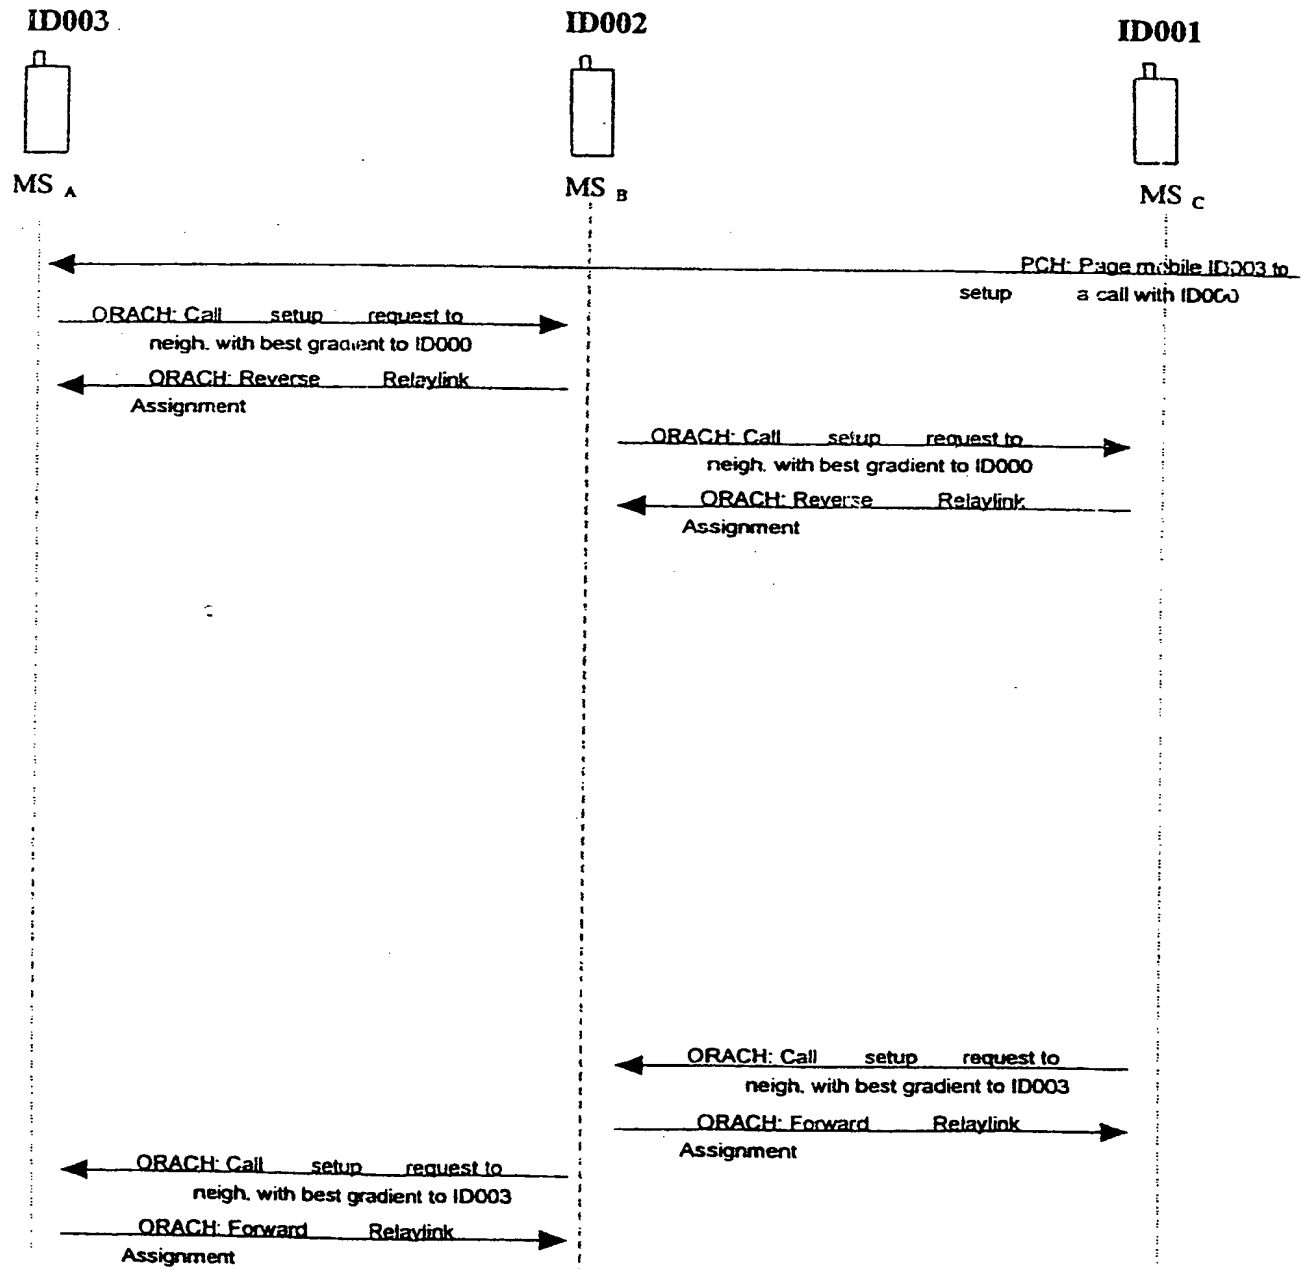 ID003
ID002
ID001
MS A
MS B
MS C
PCH: Page mobile ID003 to
setup a call with ID000
ORACH: Call setup request to
neigh. with best gradient to ID000
ORACH: Reverse Relaylink
Assignment
ORACH: Call setup request to
neigh. with best gradient to ID000
ORACH: Reverse Relaylink
Assignment
ORACH: Call setup request to
neigh. with best gradient to ID003
ORACH: Forward Relaylink
Assignment
ORACH: Call setup request to
neigh. with best gradient to ID003
ORACH: Forward Relaylink
Assignment